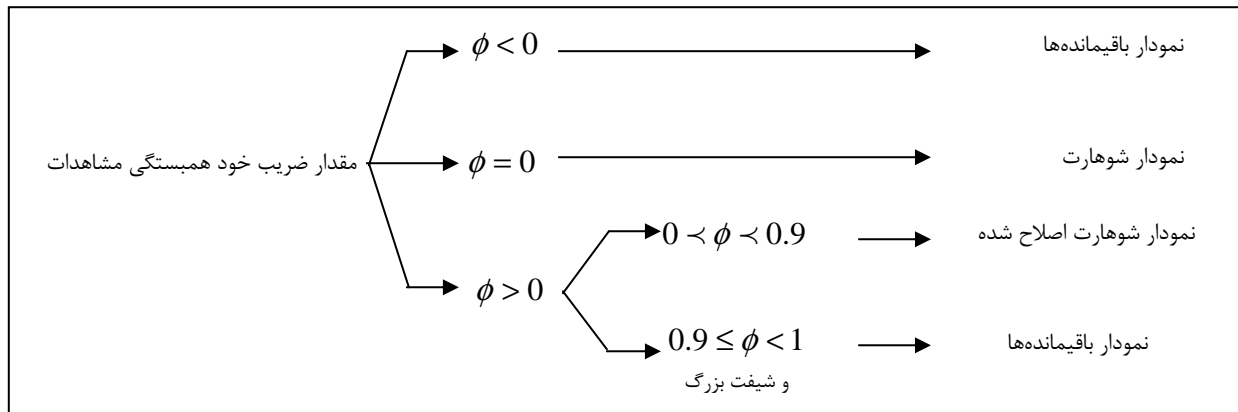 ϕ < 0 نمودار باقیمانده‌ها
مقدار ضریب خود همبستگی مشاهدات ϕ = 0 نمودار شوهارت
0 ≺ ϕ ≺ 0.9 نمودار شوهارت اصلاح شده
ϕ > 0
0.9 ≤ ϕ < 1 نمودار باقیمانده‌ها
و شیفت بزرگ